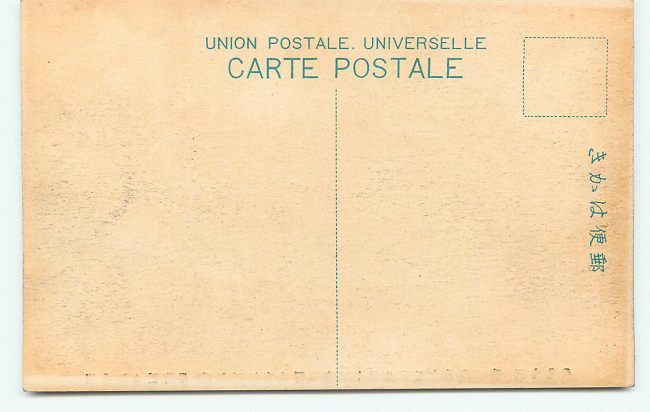 UNION POSTALE. UNIVERSELLE
CARTE POSTALE
郵便はかき